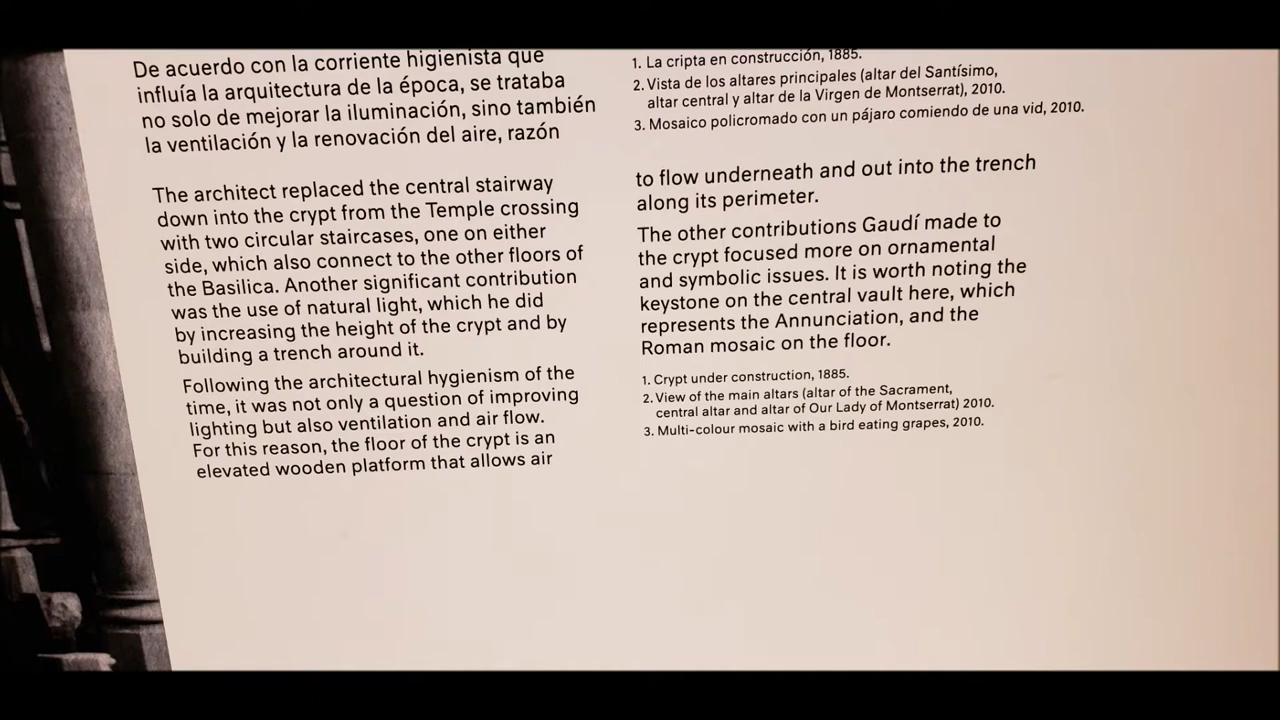 De acuerdo con la corriente higienista que
influía la arquitectura de la época, se trataba
no solo de mejorar la iluminación, sino también
la ventilación y la renovación del aire, razón
1. La cripta en construcción, 1885.
2. Vista de los altares principales (altar del Santísimo,
altar central y altar de la Virgen de Montserrat), 2010.
3. Mosaico policromado con un pájaro comiendo de una vid, 2010.
The architect replaced the central stairway
down into the crypt from the Temple crossing
with two circular staircases, one on either
side, which also connect to the other floors of
the Basilica. Another significant contribution
was the use of natural light, which he did
by increasing the height of the crypt and by
building a trench around it.
Following the architectural hygienism of the
time, it was not only a question of improving
lighting but also ventilation and air flow.
For this reason, the floor of the crypt is an
elevated wooden platform that allows air
to flow underneath and out into the trench
along its perimeter.
The other contributions Gaudí made to
the crypt focused more on ornamental
and symbolic issues. It is worth noting the
keystone on the central vault here, which
represents the Annunciation, and the
Roman mosaic on the floor.
1. Crypt under construction, 1885.
2. View of the main altars (altar of the Sacrament,
central altar and altar of Our Lady of Montserrat) 2010.
3. Multi-colour mosaic with a bird eating grapes, 2010.